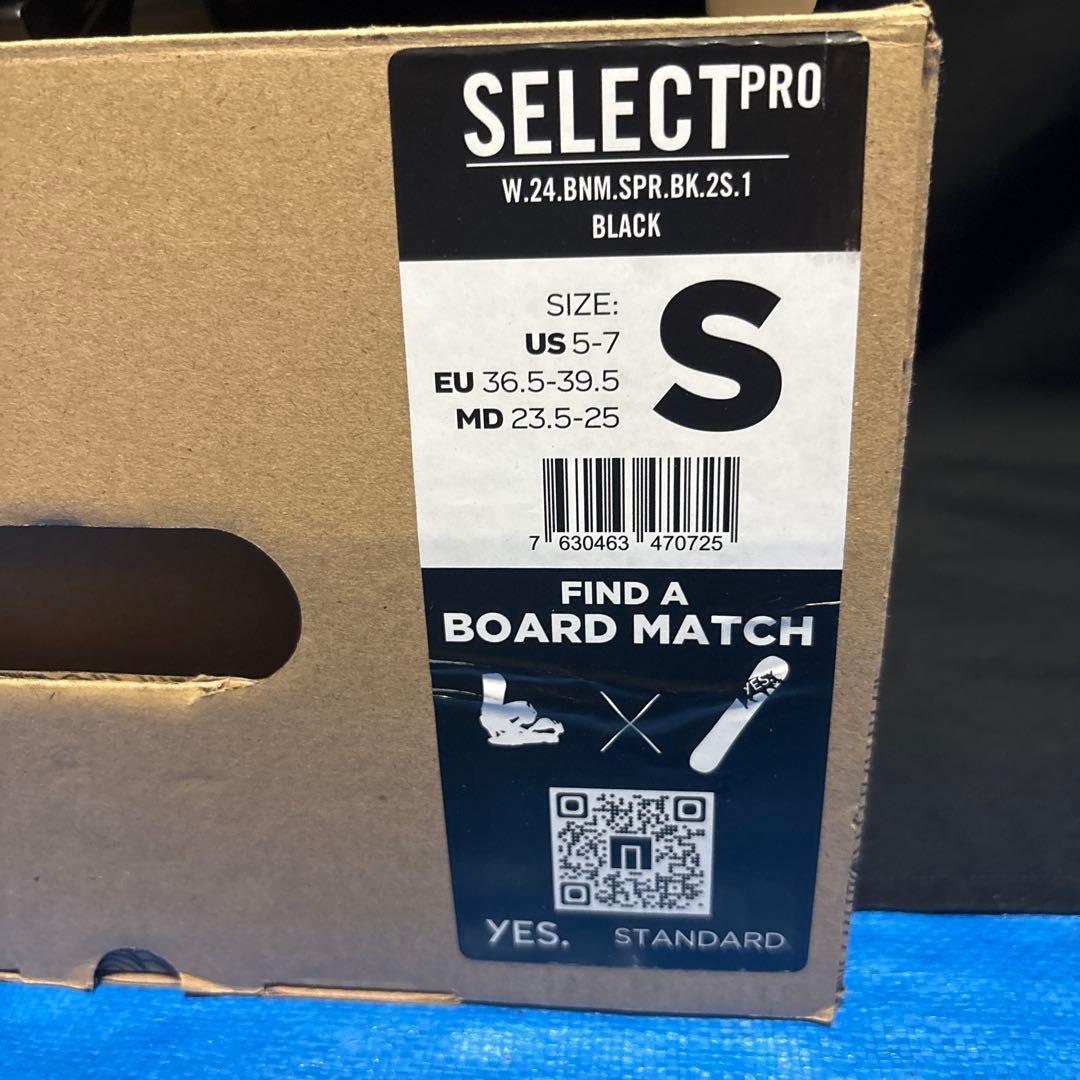 SELECTPRO
W.24.BNM.SPR.BK.2S.1
BLACK
SIZE:
US 5-7
EU 36.5-39.5
MD 23.5-25
S
7 630463 470725
FIND A
BOARD MATCH
YES.
YES. STANDARD